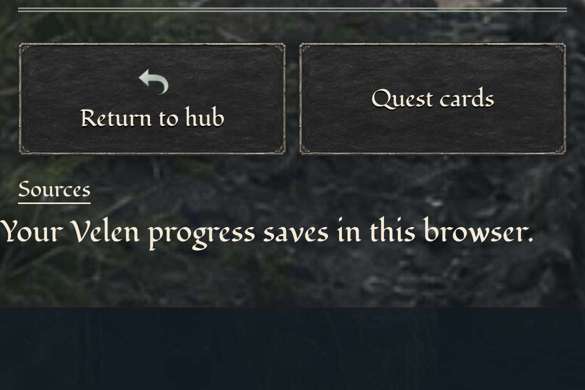 Return to hub
Quest cards
Sources
Your Velen progress saves in this browser.